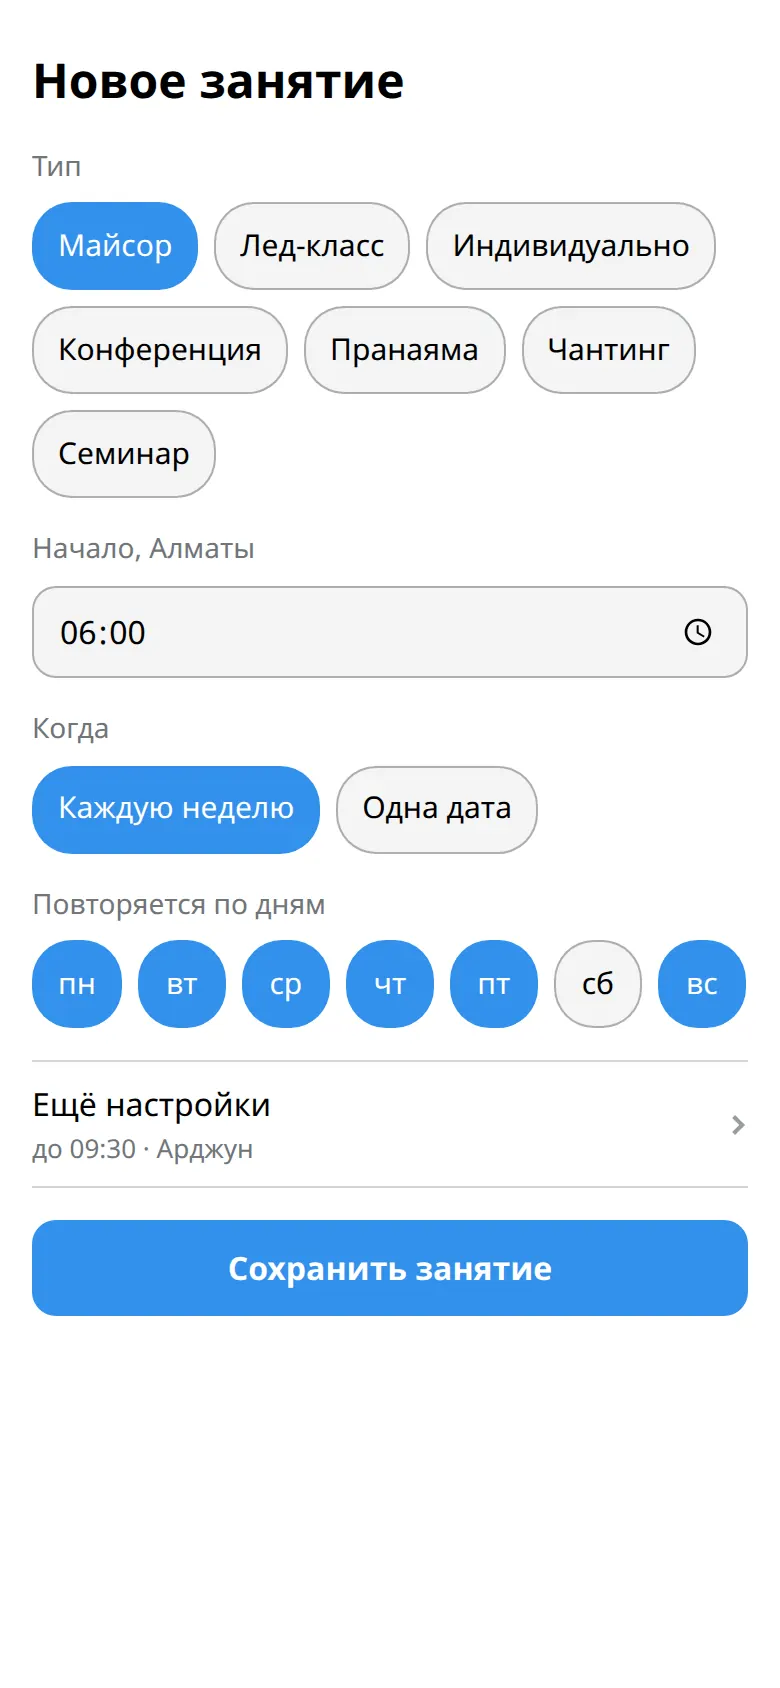 Новое занятие
Тип
Майсор Лед-класс Индивидуально
Конференция Пранаяма Чантинг
Семинар
Начало, Алматы
06:00
Когда
Каждую неделю Одна дата
Повторяется по дням
пн вт ср чт пт сб вс
Ещё настройки
до 09:30 · Арджун
Сохранить занятие